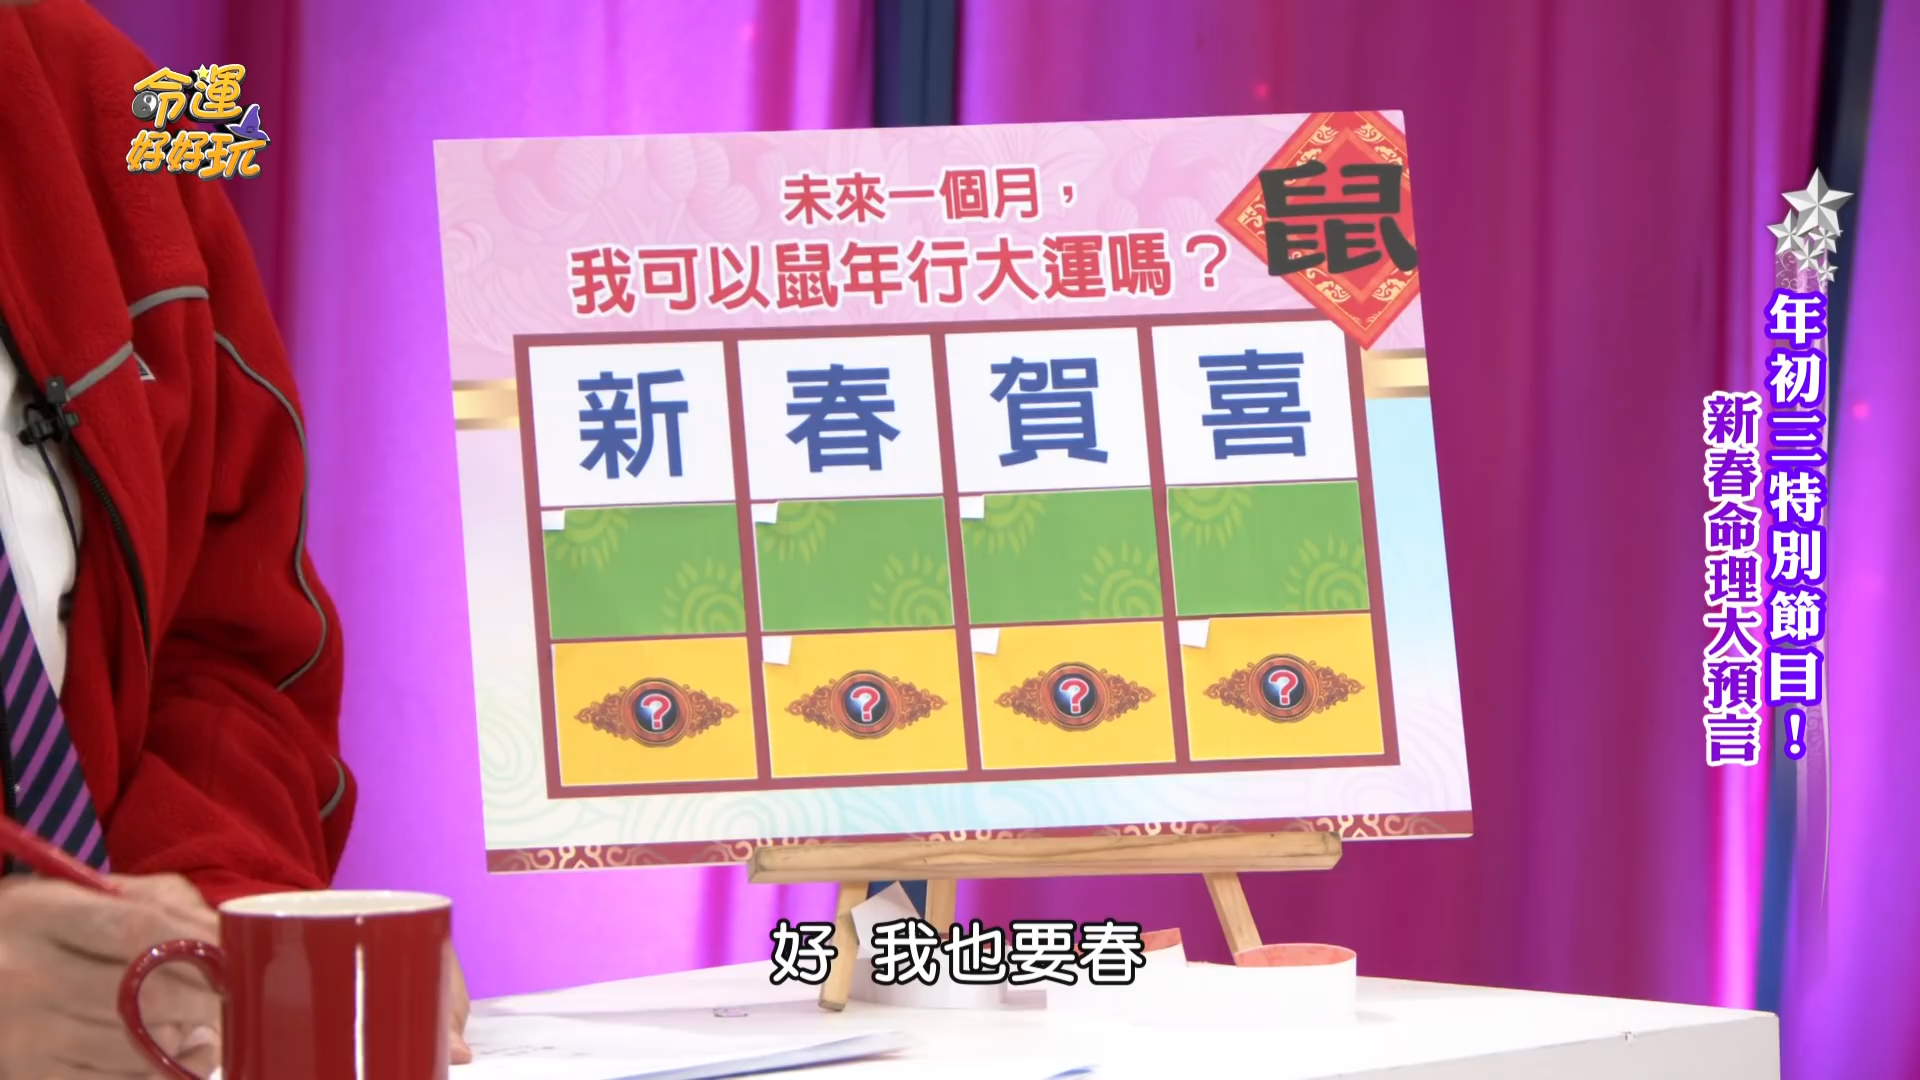 命運
好好玩
未來一個月，
我可以鼠年行大運嗎？
鼠
新 春 賀 喜
? ? ? ?
年初三特別節目！
新春命理大預言
好 我也要春